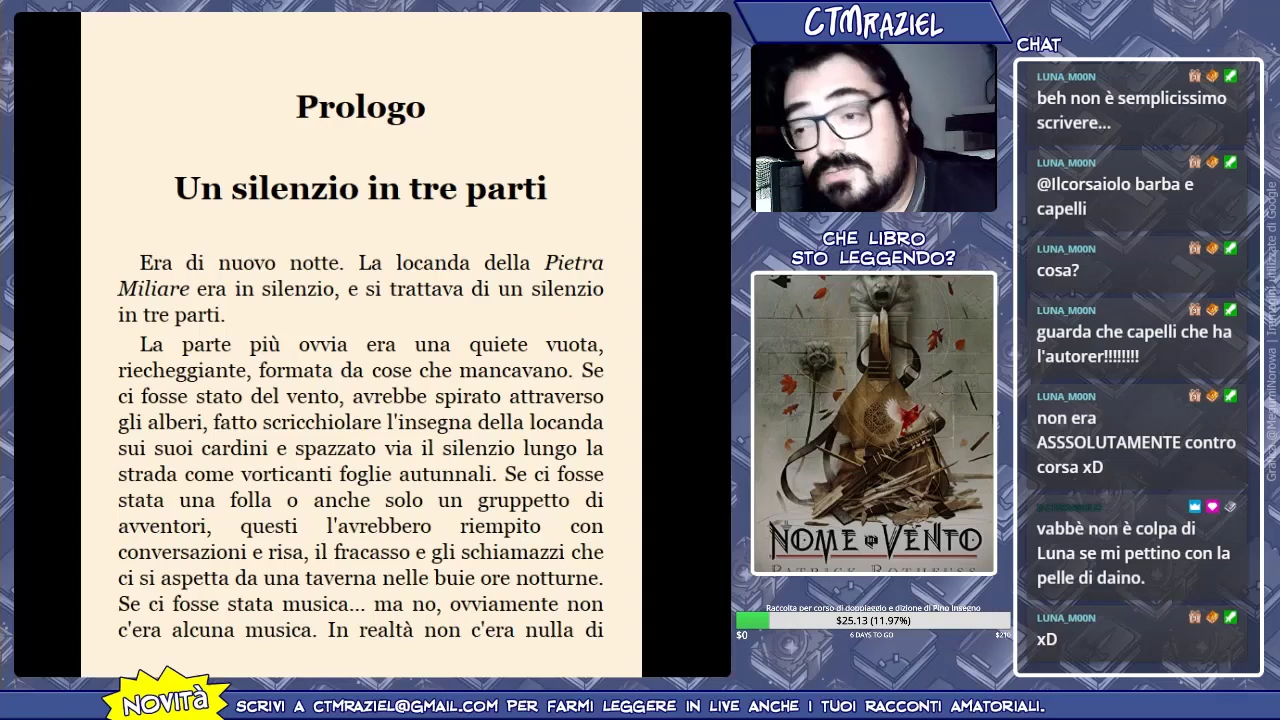 Prologo
Un silenzio in tre parti
Era di nuovo notte. La locanda della Pietra
Miliare era in silenzio, e si trattava di un silenzio
in tre parti.
La parte più ovvia era una quiete vuota,
riecheggiante, formata da cose che mancavano. Se
ci fosse stato del vento, avrebbe spirato attraverso
gli alberi, fatto scricchiolare l'insegna della locanda
sui suoi cardini e spazzato via il silenzio lungo la
strada come vorticanti foglie autunnali. Se ci fosse
stata una folla o anche solo un gruppetto di
avventori, questi l'avrebbero riempito con
conversazioni e risa, il fracasso e gli schiamazzi che
ci si aspetta da una taverna nelle buie ore notturne.
Se ci fosse stata musica... ma no, ovviamente non
c'era alcuna musica. In realtà non c'era nulla di
CTMRAZIEL
CHE LIBRO
STO LEGGENDO?
NOME DEL VENTO
PATRICK ROTHFUSS
Raccolta per corso di doppiaggio e dizione di Pino Insegno
$25.13 (11.97%)
$0
6 DAYS TO GO
$210
CHAT
LUNA_M00N
beh non è semplicissimo
scrivere...
LUNA_M00N
@Ilcorsaiolo barba e
capelli
LUNA_M00N
cosa?
LUNA_M00N
guarda che capelli che ha
l'autorer!!!!!!!!
LUNA_M00N
non era
ASSSOLUTAMENTE contro
corsa xD
vabbè non è colpa di
Luna se mi pettino con la
pelle di daino.
LUNA_M00N
xD
Grafica @MegumiNorowa | Immagini utilizzate di Google
NOVITÀ
SCRIVI A CTMRAZIEL@GMAIL.COM PER FARMI LEGGERE IN LIVE ANCHE I TUOI RACCONTI AMATORIALI.